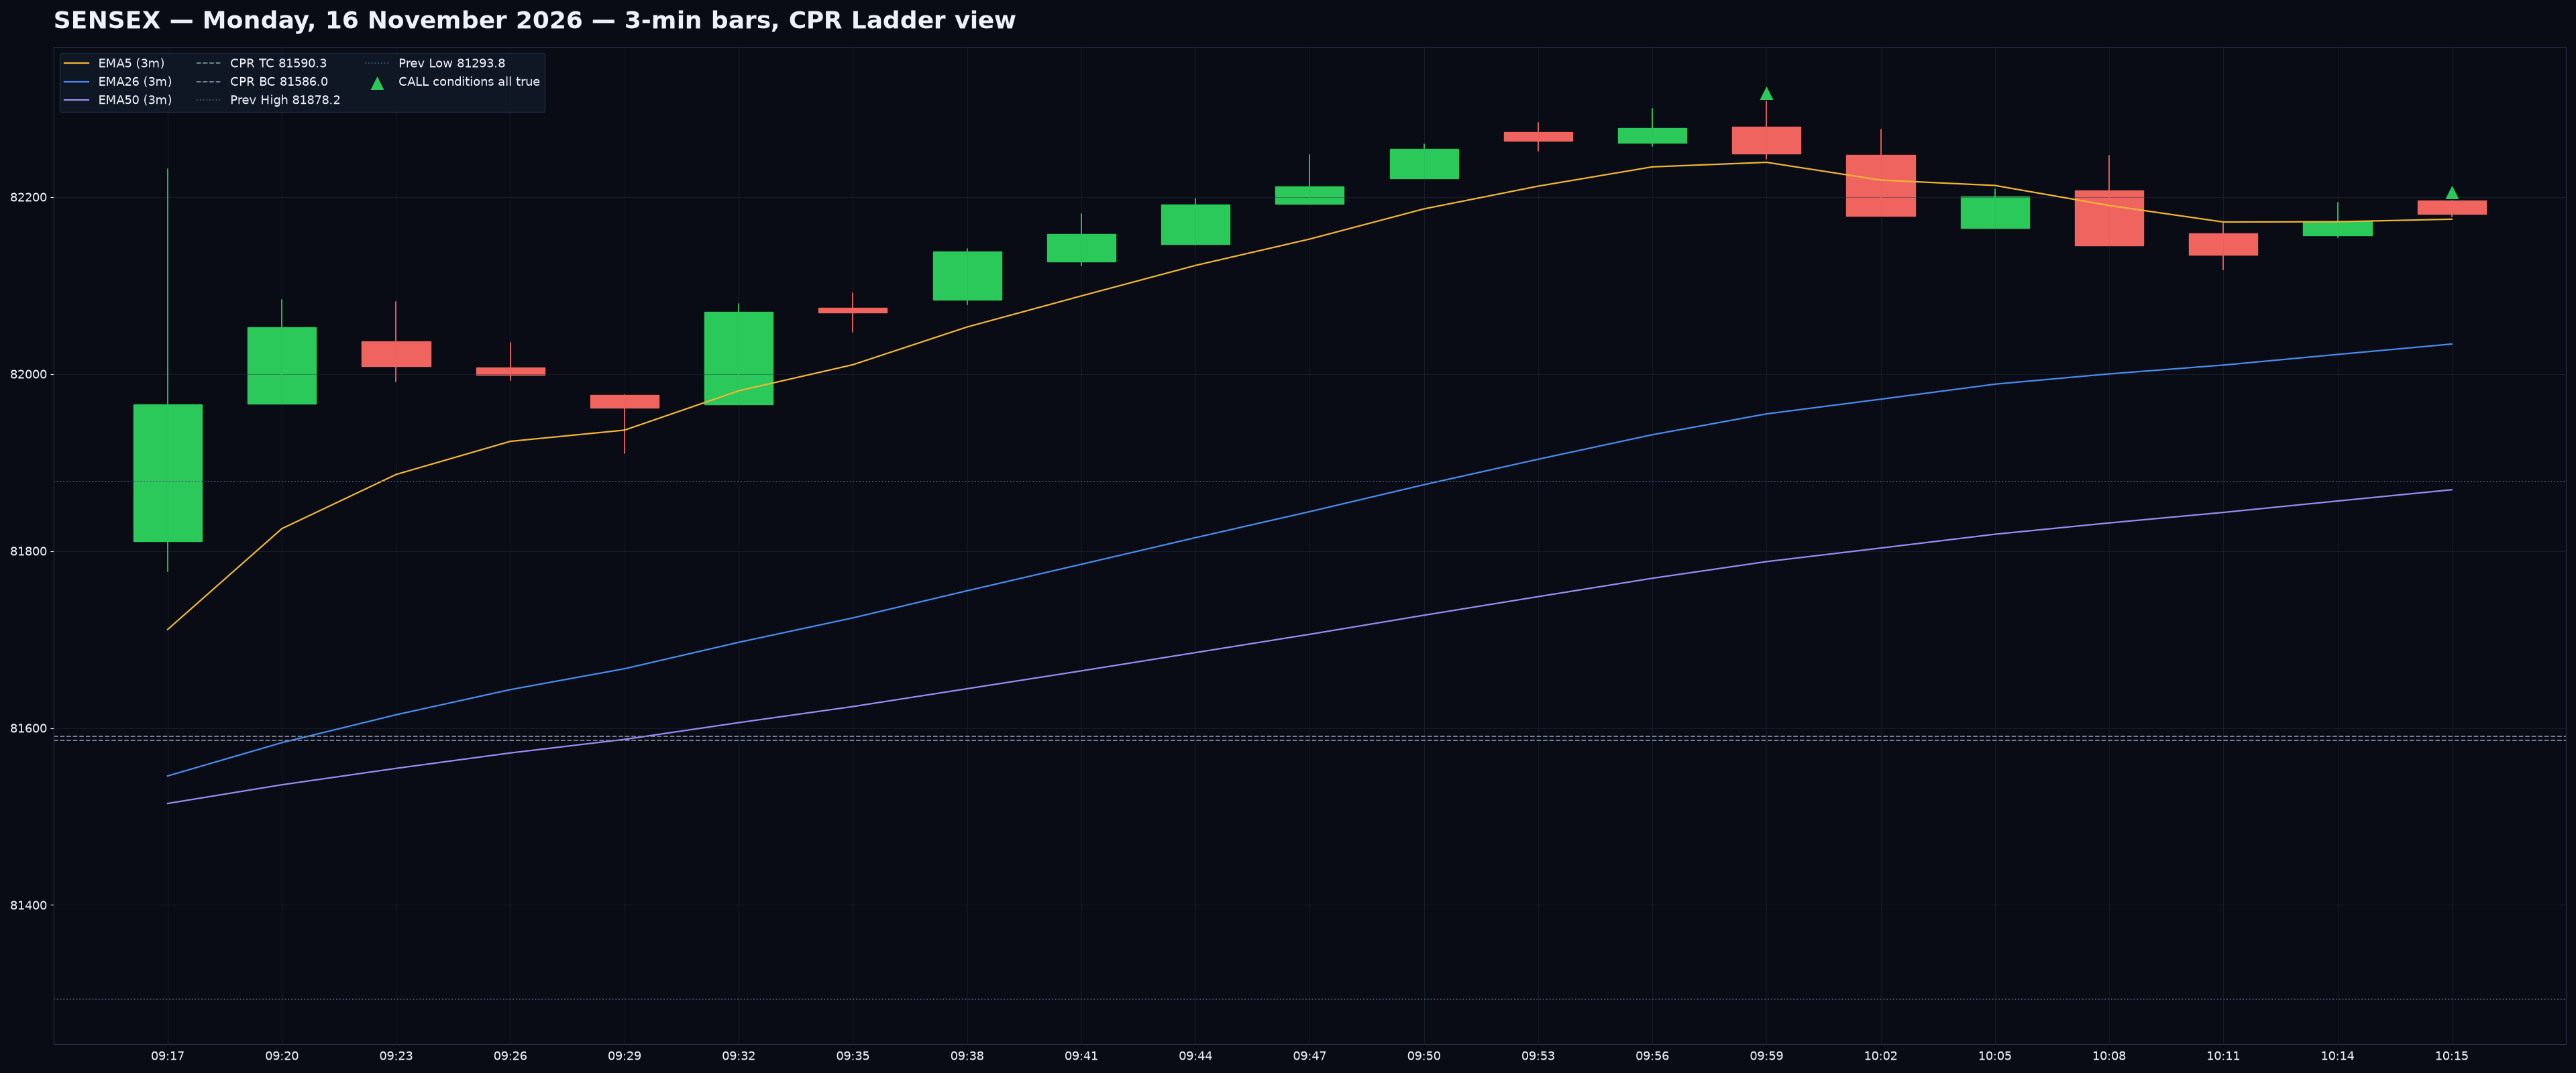 SENSEX — Monday, 16 November 2026 — 3-min bars, CPR Ladder view
EMA5 (3m)
EMA26 (3m)
EMA50 (3m)
CPR TC 81590.3
CPR BC 81586.0
Prev High 81878.2
Prev Low 81293.8
CALL conditions all true
82200
82000
81800
81600
81400
09:17 09:20 09:23 09:26 09:29 09:32 09:35 09:38 09:41 09:44 09:47 09:50 09:53 09:56 09:59 10:02 10:05 10:08 10:11 10:14 10:15